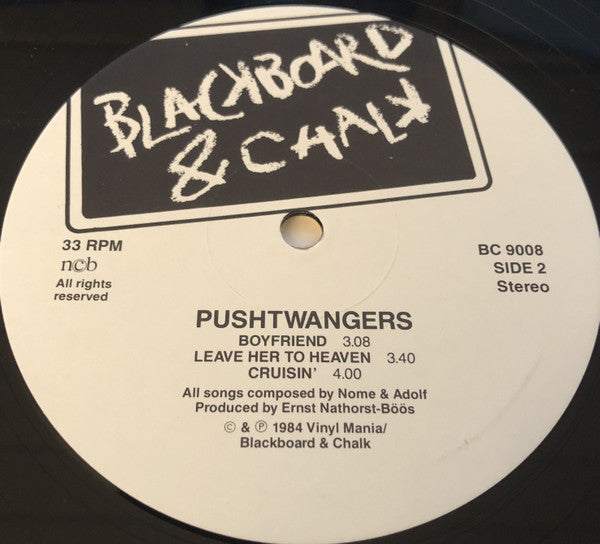 BLACKBOARD
& CHALK
33 RPM
ncb
All rights
reserved
BC 9008
SIDE 2
Stereo
PUSHTWANGERS
BOYFRIEND 3.08
LEAVE HER TO HEAVEN 3.40
CRUISIN' 4.00
All songs composed by Nome & Adolf
Produced by Ernst Nathorst-Böös
© & ℗ 1984 Vinyl Mania/
Blackboard & Chalk